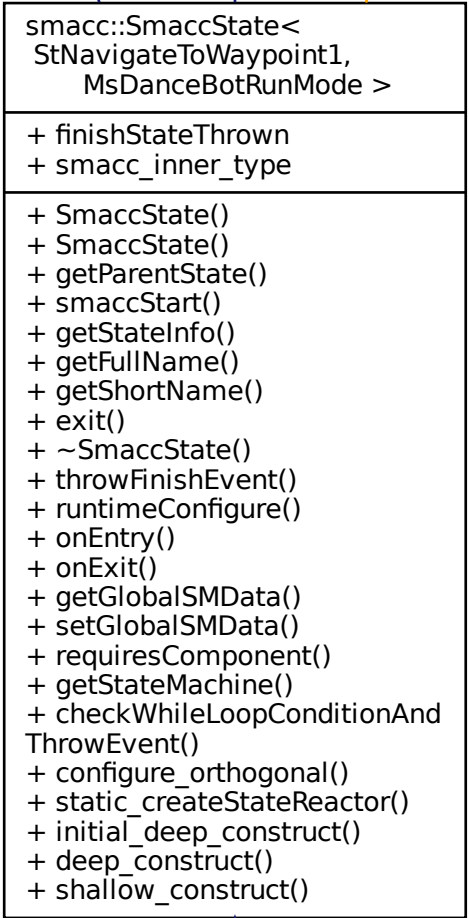 smacc::SmaccState<
StNavigateToWaypoint1,
MsDanceBotRunMode >
+ finishStateThrown
+ smacc_inner_type
+ SmaccState()
+ SmaccState()
+ getParentState()
+ smaccStart()
+ getStateInfo()
+ getFullName()
+ getShortName()
+ exit()
+ ~SmaccState()
+ throwFinishEvent()
+ runtimeConfigure()
+ onEntry()
+ onExit()
+ getGlobalSMData()
+ setGlobalSMData()
+ requiresComponent()
+ getStateMachine()
+ checkWhileLoopConditionAnd
ThrowEvent()
+ configure_orthogonal()
+ static_createStateReactor()
+ initial_deep_construct()
+ deep_construct()
+ shallow_construct()